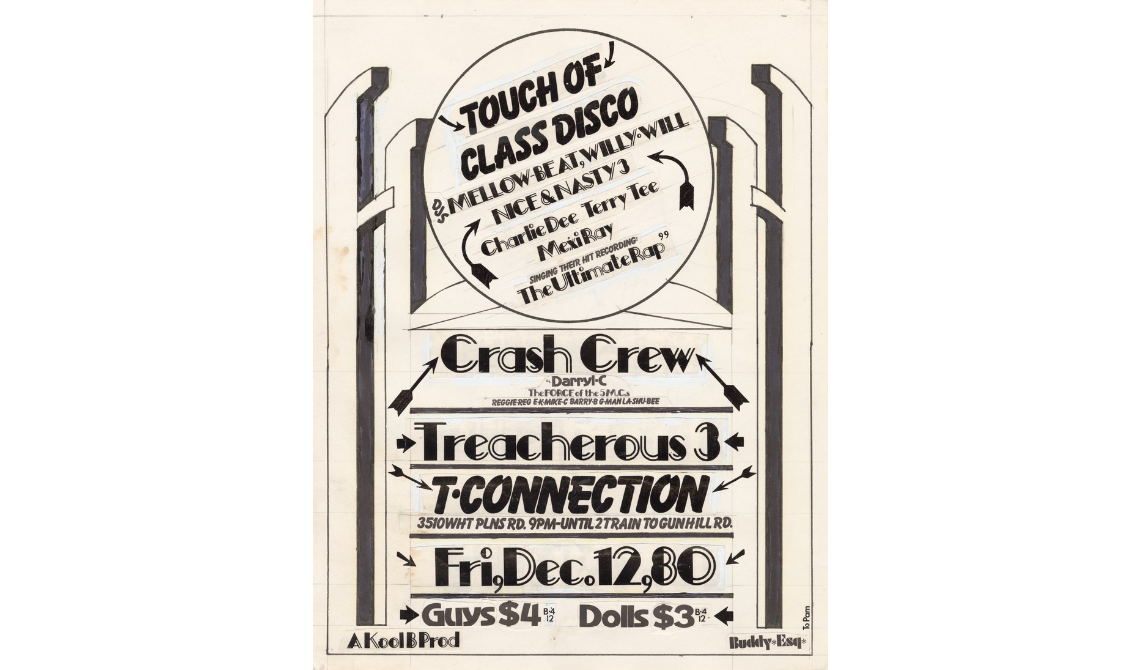 TOUCH OF
CLASS DISCO
DJS MELLOW-BEAT, WILLY•WILL
NICE & NASTY 3
Charlie Dee Terry Tee
Mexi Ray
SINGING THEIR HIT RECORDING:
The Ultimate Rap”
Crash Crew
Darryl-C
The FORCE of the 5 M.C.s
REGGIE REG E-K-MIKE-C BARRY-B G-MAN LA-SHU-BEE
Treacherous 3
T•CONNECTION
3510 WHT PLNS RD. 9PM-UNTIL 2 TRAIN TO GUN HILL RD.
Fri, Dec. 12, 80
Guys $4 B-4 12 Dolls $3 B-4 12
To Pam
A Kool B Prod
Buddy*Esq*